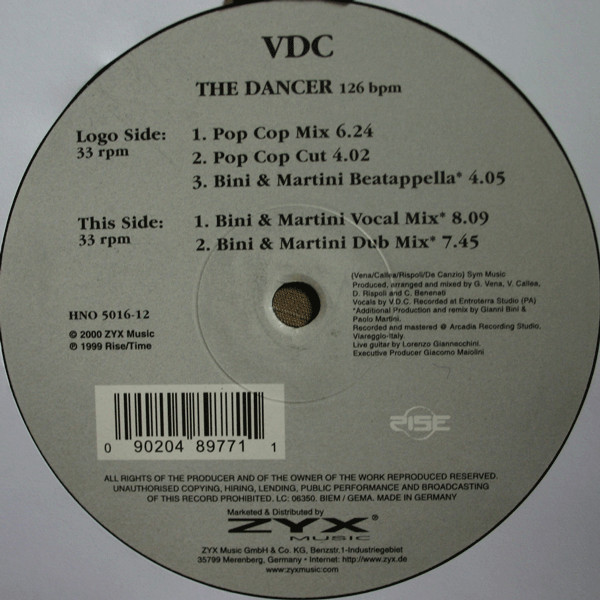 VDC
THE DANCER 126 bpm
Logo Side: 1. Pop Cop Mix 6.24
33 rpm
2. Pop Cop Cut 4.02
3. Bini & Martini Beatappella* 4.05
This Side: 1. Bini & Martini Vocal Mix* 8.09
33 rpm
2. Bini & Martini Dub Mix* 7.45
HNO 5016-12
© 2000 ZYX Music
℗ 1999 Rise/Time
(Vena/Callea/Rispoli/De Canzio) Sym Music
Produced, arranged and mixed by G. Vena, V. Callea,
D. Rispoli and C. Benenati
Vocals by V.D.C. Recorded at Entroterra Studio (PA)
*Additional Production and remix by Gianni Bini &
Paolo Martini.
Recorded and mastered @ Arcadia Recording Studio,
Viareggio-Italy
Live guitar by Lorenzo Giannecchini.
Executive Producer Giacomo Maiolini
RISE
0 90204 89771 1
ALL RIGHTS OF THE PRODUCER AND OF THE OWNER OF THE WORK REPRODUCED RESERVED.
UNAUTHORISED COPYING, HIRING, LENDING, PUBLIC PERFORMANCE AND BROADCASTING
OF THIS RECORD PROHIBITED. LC: 06350. BIEM / GEMA. MADE IN GERMANY
Marketed & Distributed by
ZYX®
MUSIC
ZYX Music GmbH & Co. KG, Benzstr.1-Industriegebiet
35799 Merenberg, Germany • Internet: http://www.zyx.de
www.zyxmusic.com